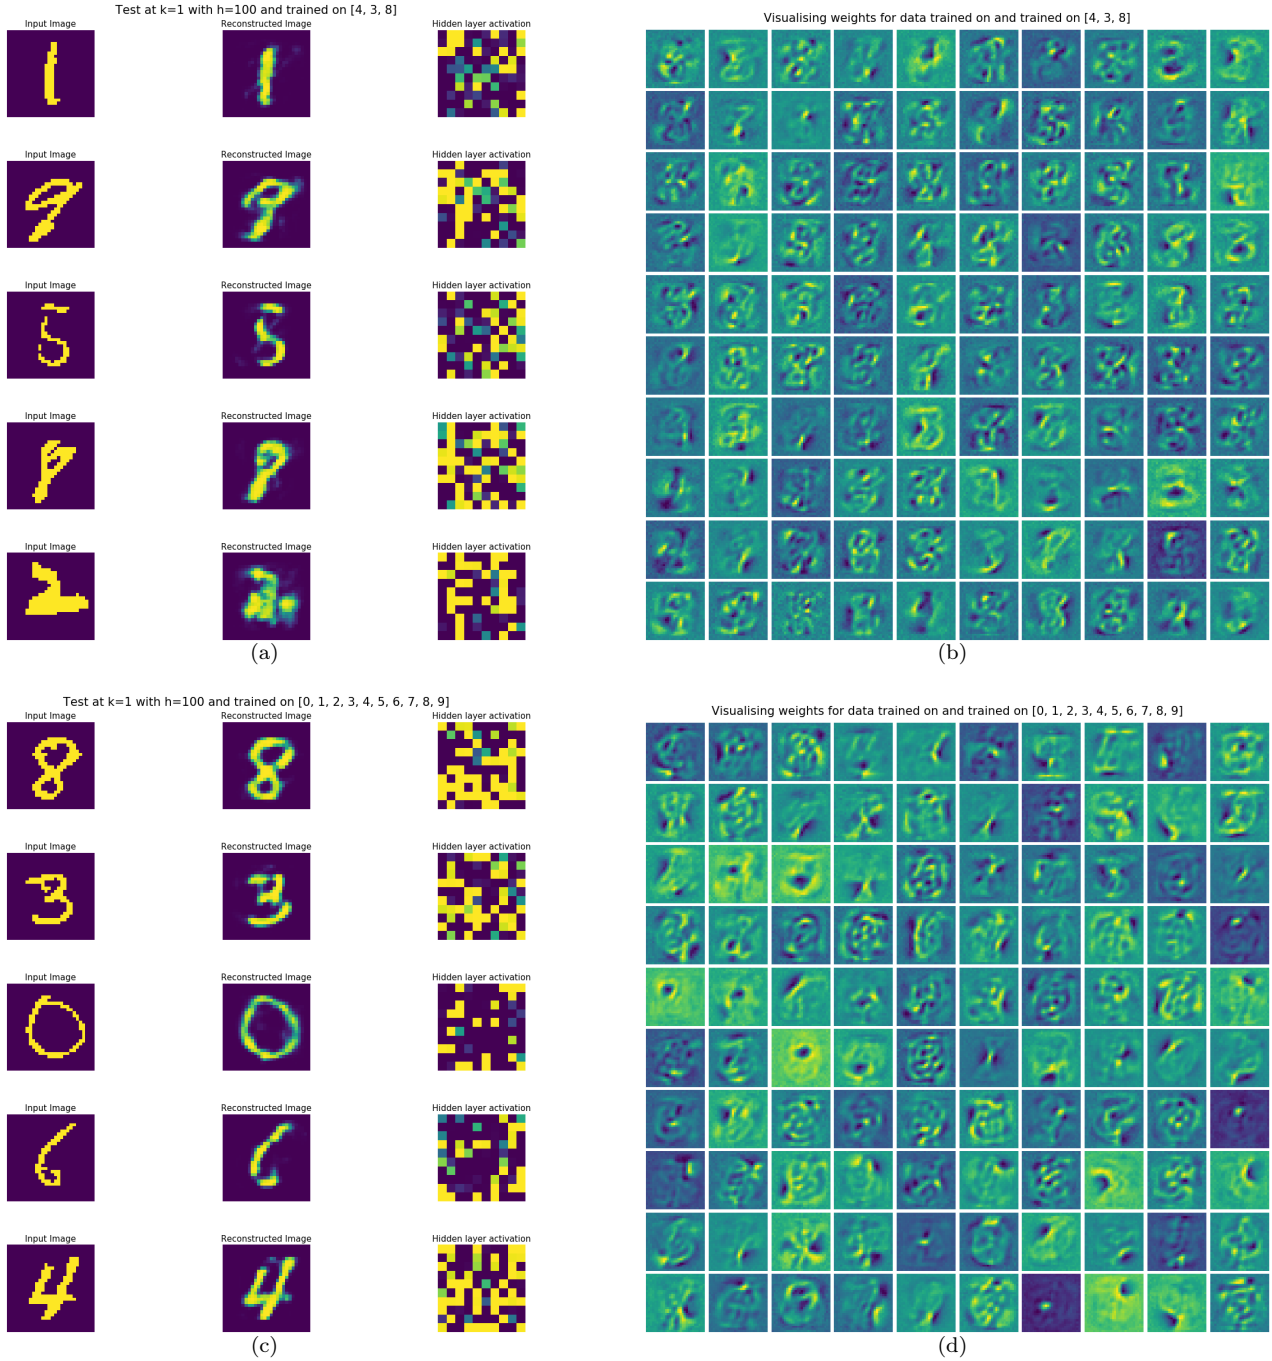 Test at k=1 with h=100 and trained on [4, 3, 8]
Input Image Reconstructed Image Hidden layer activation
Input Image Reconstructed Image Hidden layer activation
Input Image Reconstructed Image Hidden layer activation
Input Image Reconstructed Image Hidden layer activation
Input Image Reconstructed Image Hidden layer activation
(a)
Visualising weights for data trained on and trained on [4, 3, 8]
(b)
Test at k=1 with h=100 and trained on [0, 1, 2, 3, 4, 5, 6, 7, 8, 9]
Input Image Reconstructed Image Hidden layer activation
Input Image Reconstructed Image Hidden layer activation
Input Image Reconstructed Image Hidden layer activation
Input Image Reconstructed Image Hidden layer activation
Input Image Reconstructed Image Hidden layer activation
(c)
Visualising weights for data trained on and trained on [0, 1, 2, 3, 4, 5, 6, 7, 8, 9]
(d)